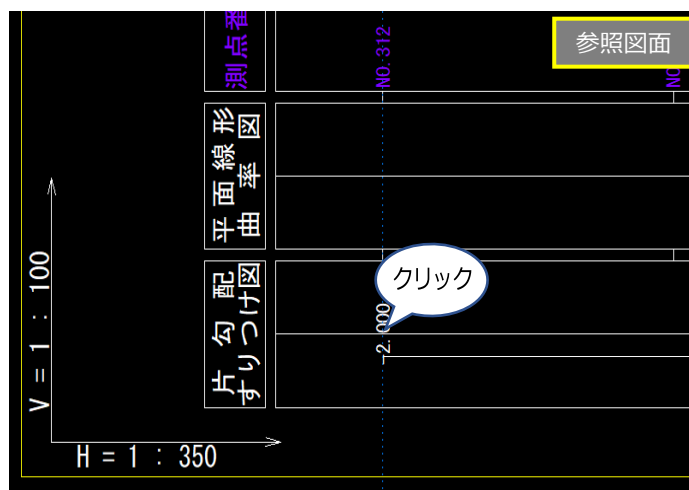 参照図面
測点番
NO.312
NO
平面線形
曲率図
クリック
片勾配
すりつけ図
-2.000
V = 1 : 100
H = 1 : 350